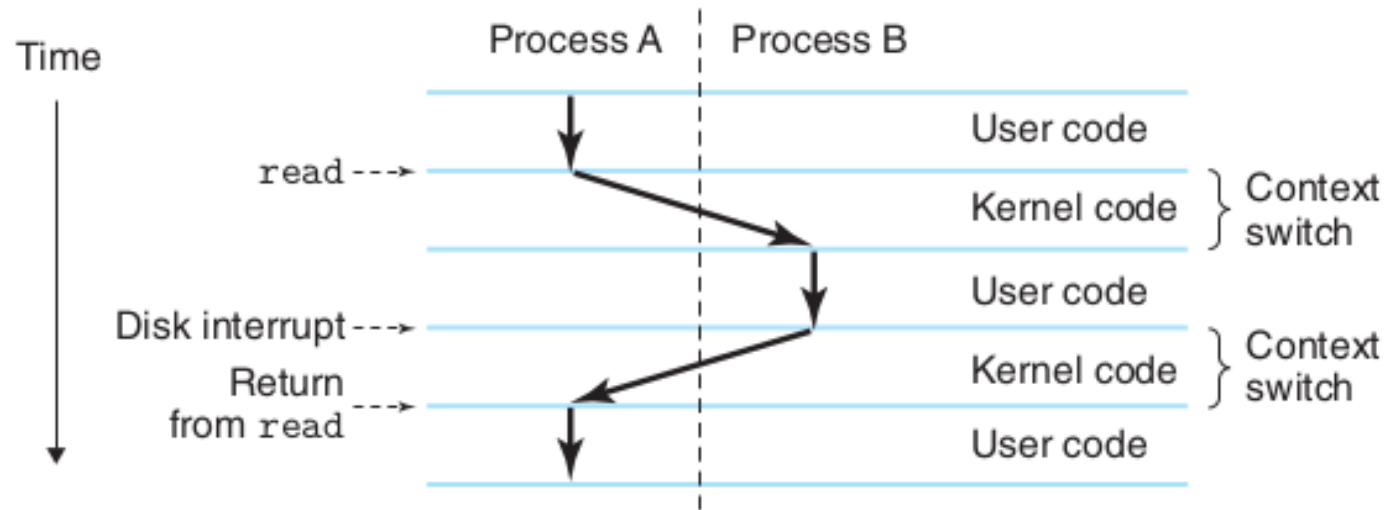 Process A
Process B
Time
User code
read
Kernel code
Context
switch
User code
Disk interrupt
Kernel code
Context
switch
Return
from read
User code